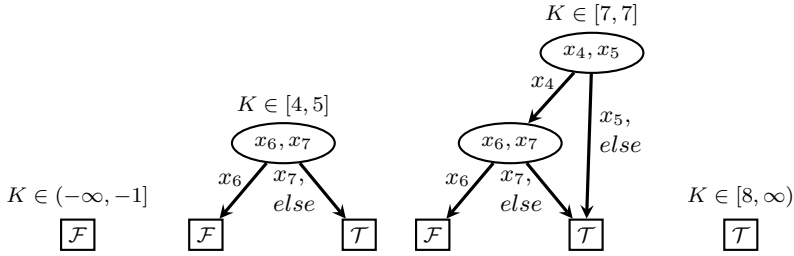 K ∈ [7, 7]
x₄, x₅
x₄
K ∈ [4, 5]
x₅,
else
x₆, x₇
x₆, x₇
x₆
x₇,
else
x₆
x₇,
else
K ∈ (−∞, −1]
K ∈ [8, ∞)
ℱ
ℱ
𝒯
ℱ
𝒯
𝒯